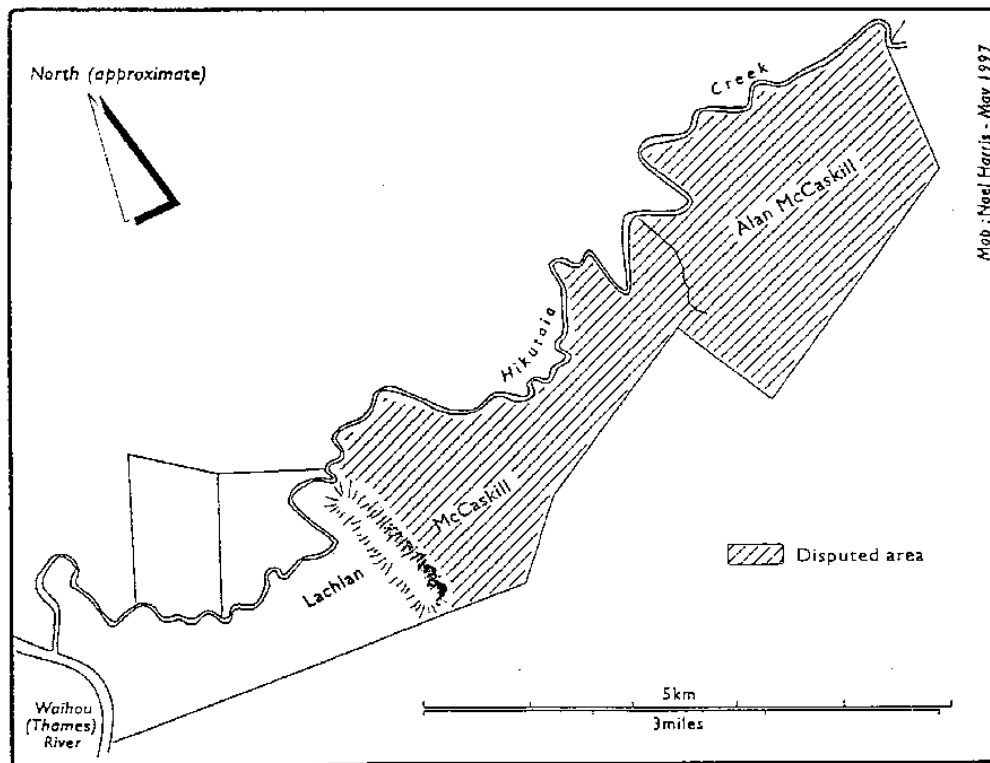 North (approximate)
Creek
Alan McCaskill
Map : Noel Harris - May 1997
Hikutaia
McCaskill
Lachlan
Disputed area
5km
3miles
Waihou
(Thames)
River